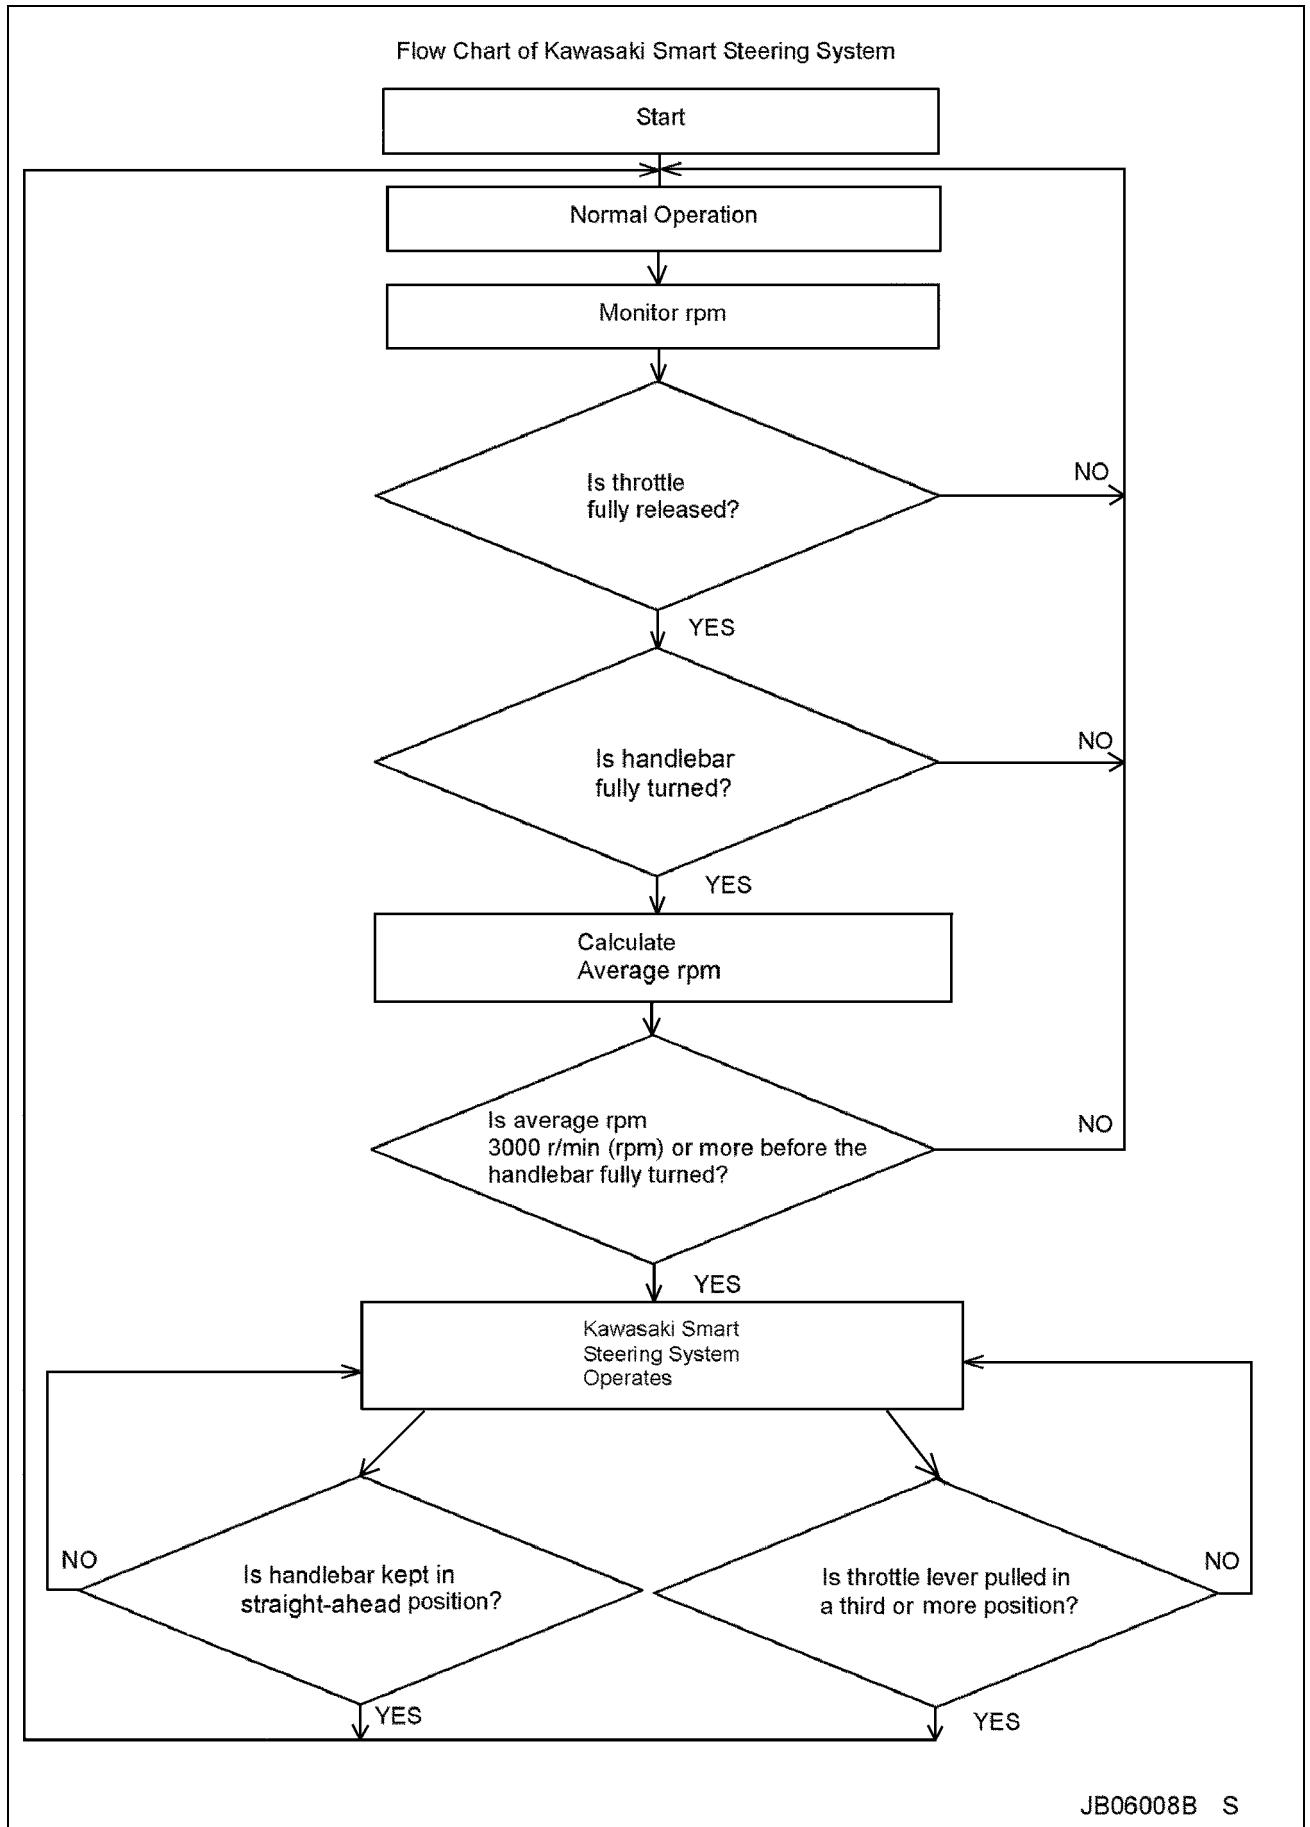 Flow Chart of Kawasaki Smart Steering System
Start
Normal Operation
Monitor rpm
Is throttle
fully released?
NO
YES
Is handlebar
fully turned?
NO
YES
Calculate
Average rpm
Is average rpm
3000 r/min (rpm) or more before the
handlebar fully turned?
NO
YES
Kawasaki Smart
Steering System
Operates
NO
Is handlebar kept in
straight-ahead position?
YES
Is throttle lever pulled in
a third or more position?
NO
YES
JB06008B S